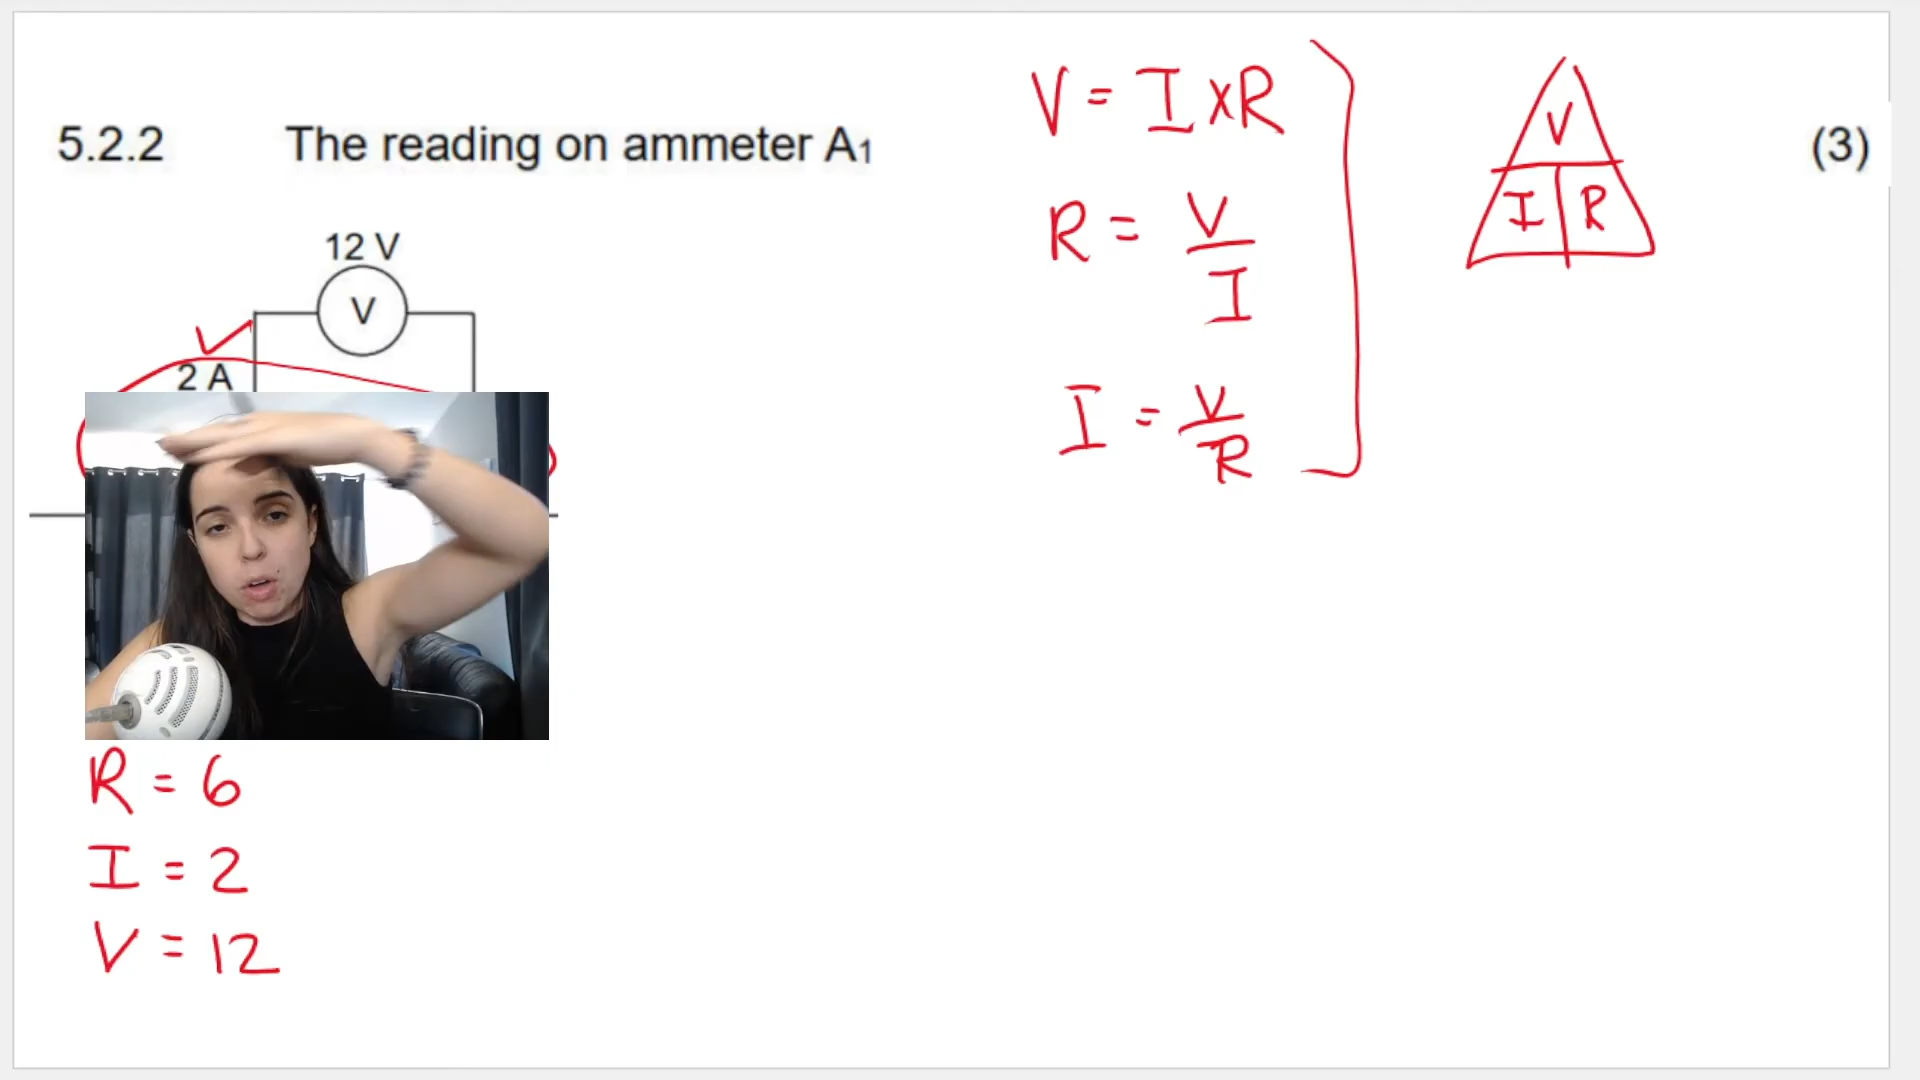 5.2.2 The reading on ammeter A1 (3)
12 V
V
2 A
V = I x R
R = V / I
I = V / R
V
I R
R = 6
I = 2
V = 12